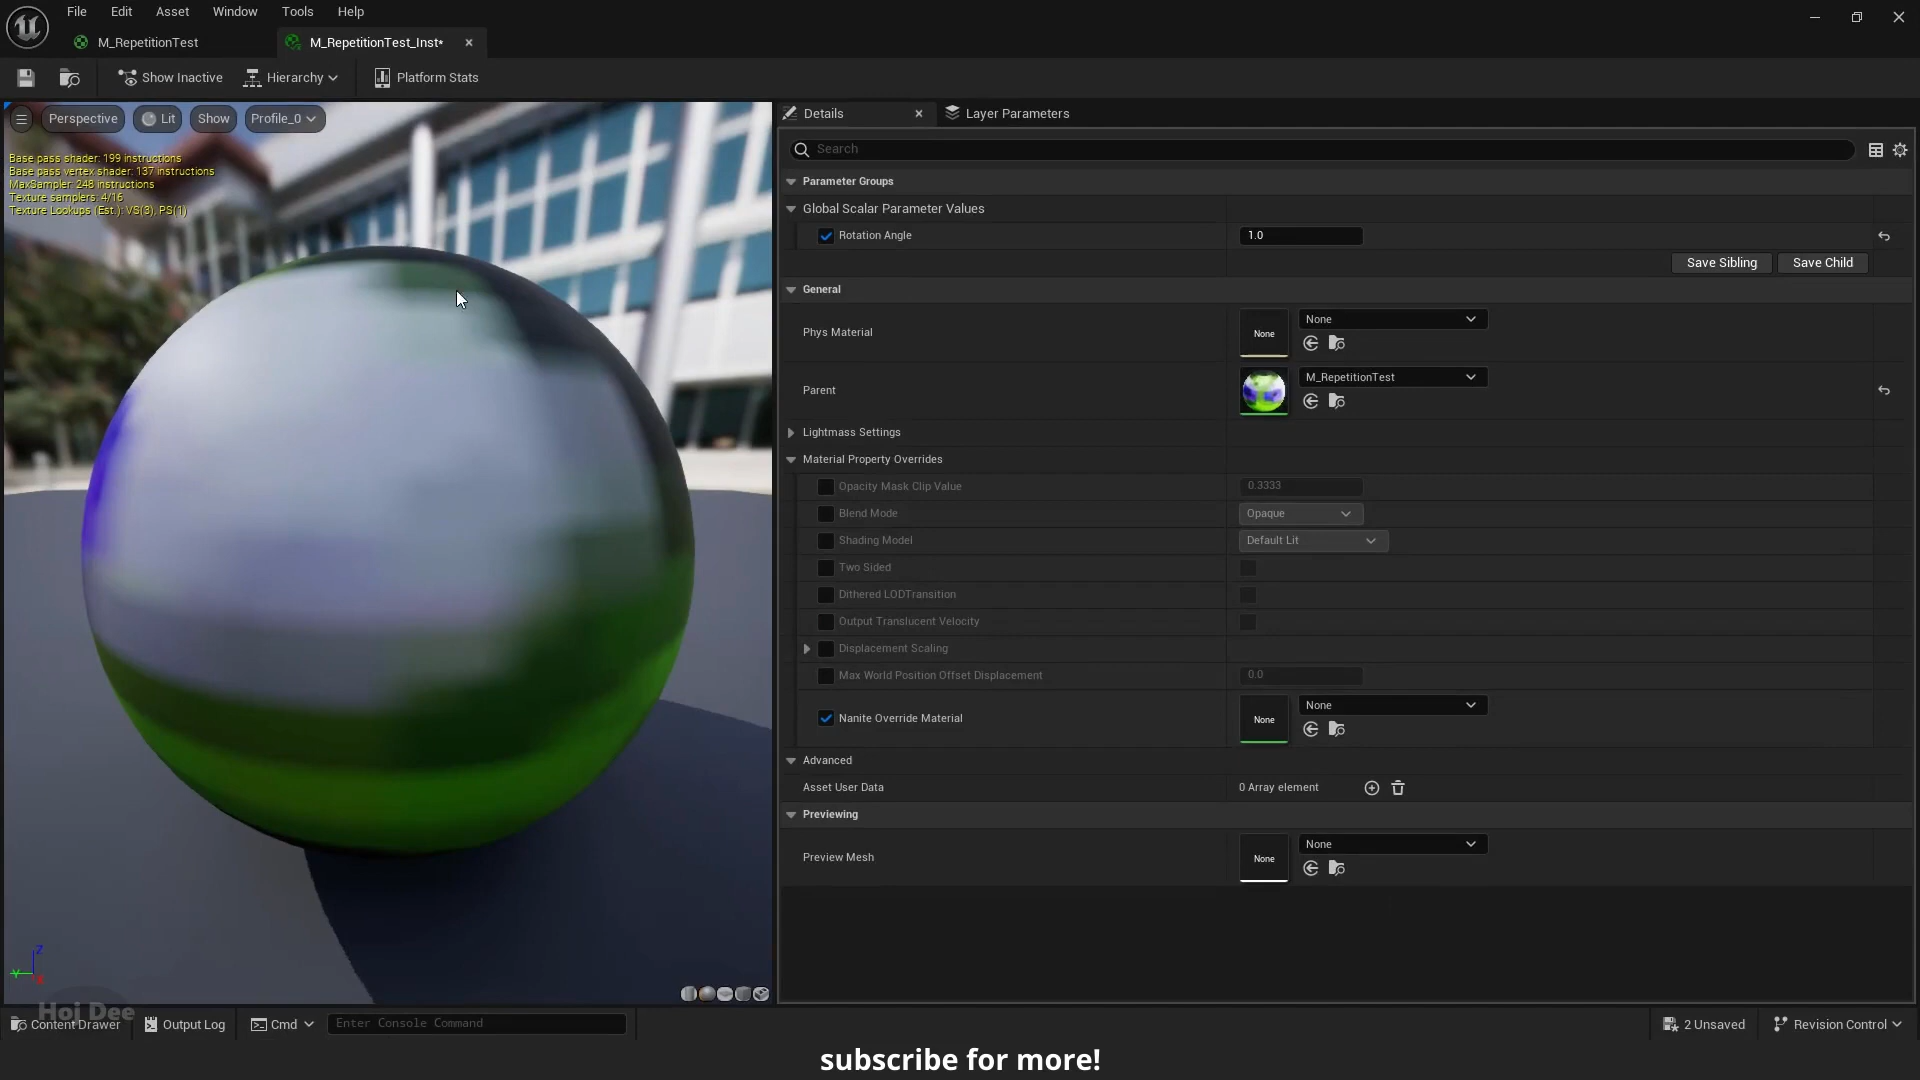 File Edit Asset Window Tools Help
M_RepetitionTest M_RepetitionTest_Inst*
Show Inactive Hierarchy Platform Stats
Perspective Lit Show Profile_0
Base pass shader: 199 instructions
Base pass vertex shader: 137 instructions
MaxSampler: 248 instructions
Texture samplers: 4/16
Texture Lookups (Est.): VS(3), PS(1)
Details Layer Parameters
Search
Parameter Groups
Global Scalar Parameter Values
Rotation Angle 1.0
Save Sibling Save Child
General
Phys Material None None
Parent M_RepetitionTest
Lightmass Settings
Material Property Overrides
Opacity Mask Clip Value 0.3333
Blend Mode Opaque
Shading Model Default Lit
Two Sided
Dithered LODTransition
Output Translucent Velocity
Displacement Scaling
Max World Position Offset Displacement 0.0
Nanite Override Material None None
Advanced
Asset User Data 0 Array element
Previewing
Preview Mesh None None
Z
Y
X
Hoj Dee
Content Drawer Output Log Cmd Enter Console Command 2 Unsaved Revision Control
subscribe for more!